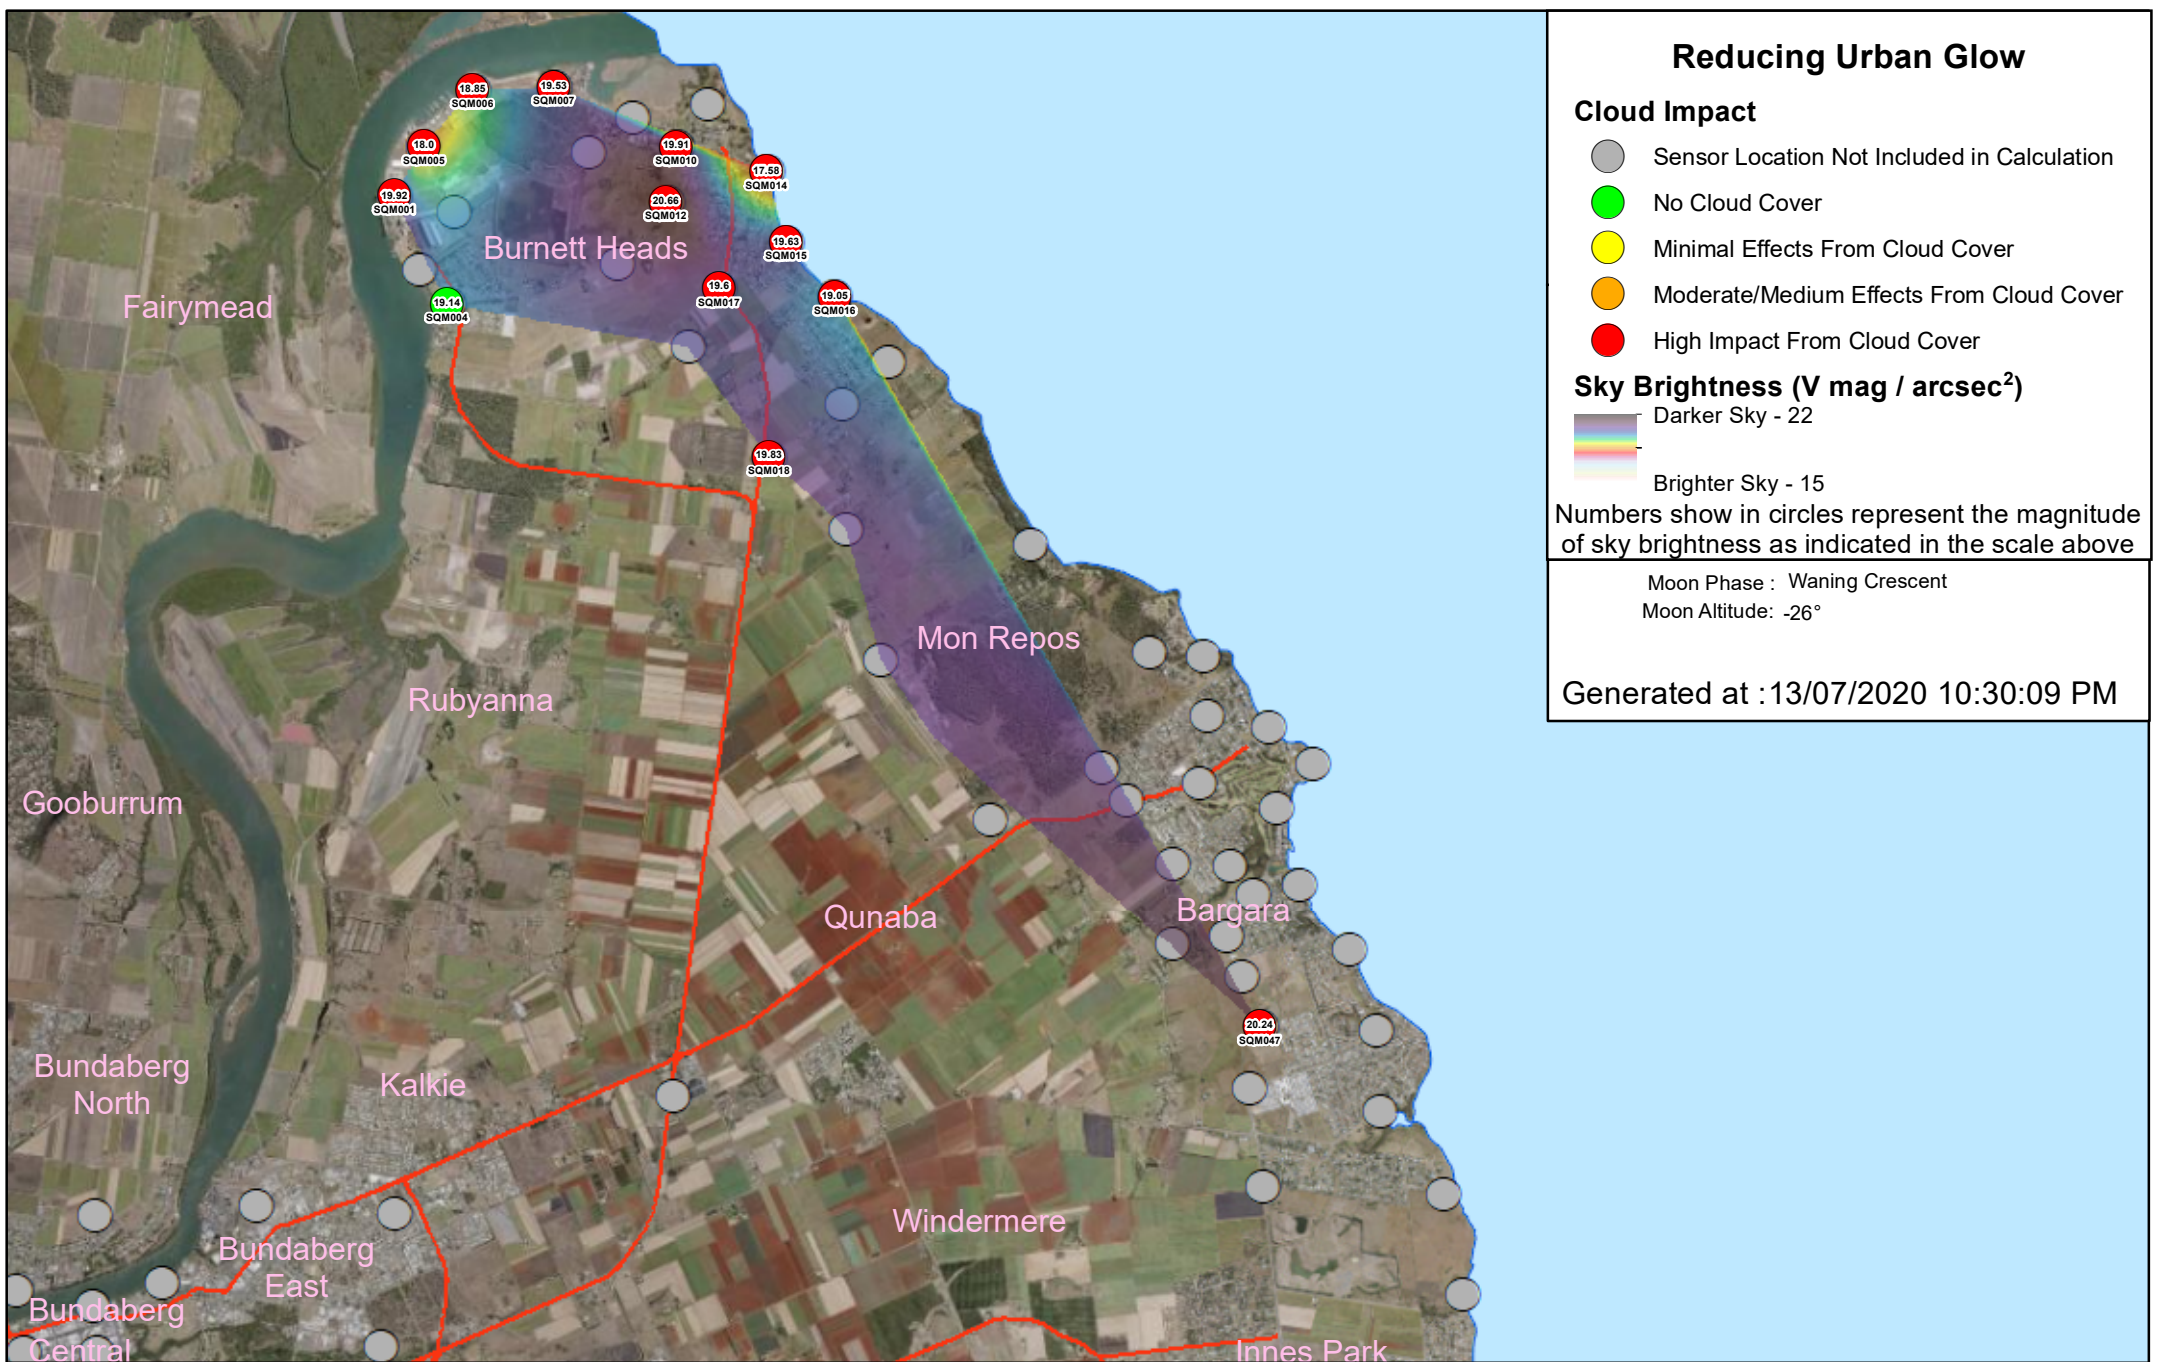 Reducing Urban Glow
Cloud Impact
Sensor Location Not Included in Calculation
No Cloud Cover
Minimal Effects From Cloud Cover
Moderate/Medium Effects From Cloud Cover
High Impact From Cloud Cover
Sky Brightness (V mag / arcsec²)
Darker Sky - 22
Brighter Sky - 15
Numbers show in circles represent the magnitude
of sky brightness as indicated in the scale above
Moon Phase : Waning Crescent
Moon Altitude: -26°
Generated at :13/07/2020 10:30:09 PM
18.85
SQM006
19.53
SQM007
18.0
SQM005
19.91
SQM010
17.58
SQM014
19.92
SQM001
20.66
SQM012
19.63
SQM015
Burnett Heads
19.14
SQM004
19.6
SQM017
19.05
SQM016
Fairymead
19.83
SQM018
Mon Repos
Rubyanna
Gooburrum
Qunaba
Bargara
20.24
SQM047
Bundaberg
North
Kalkie
Windermere
Bundaberg
East
Bundaberg
Central
Innes Park